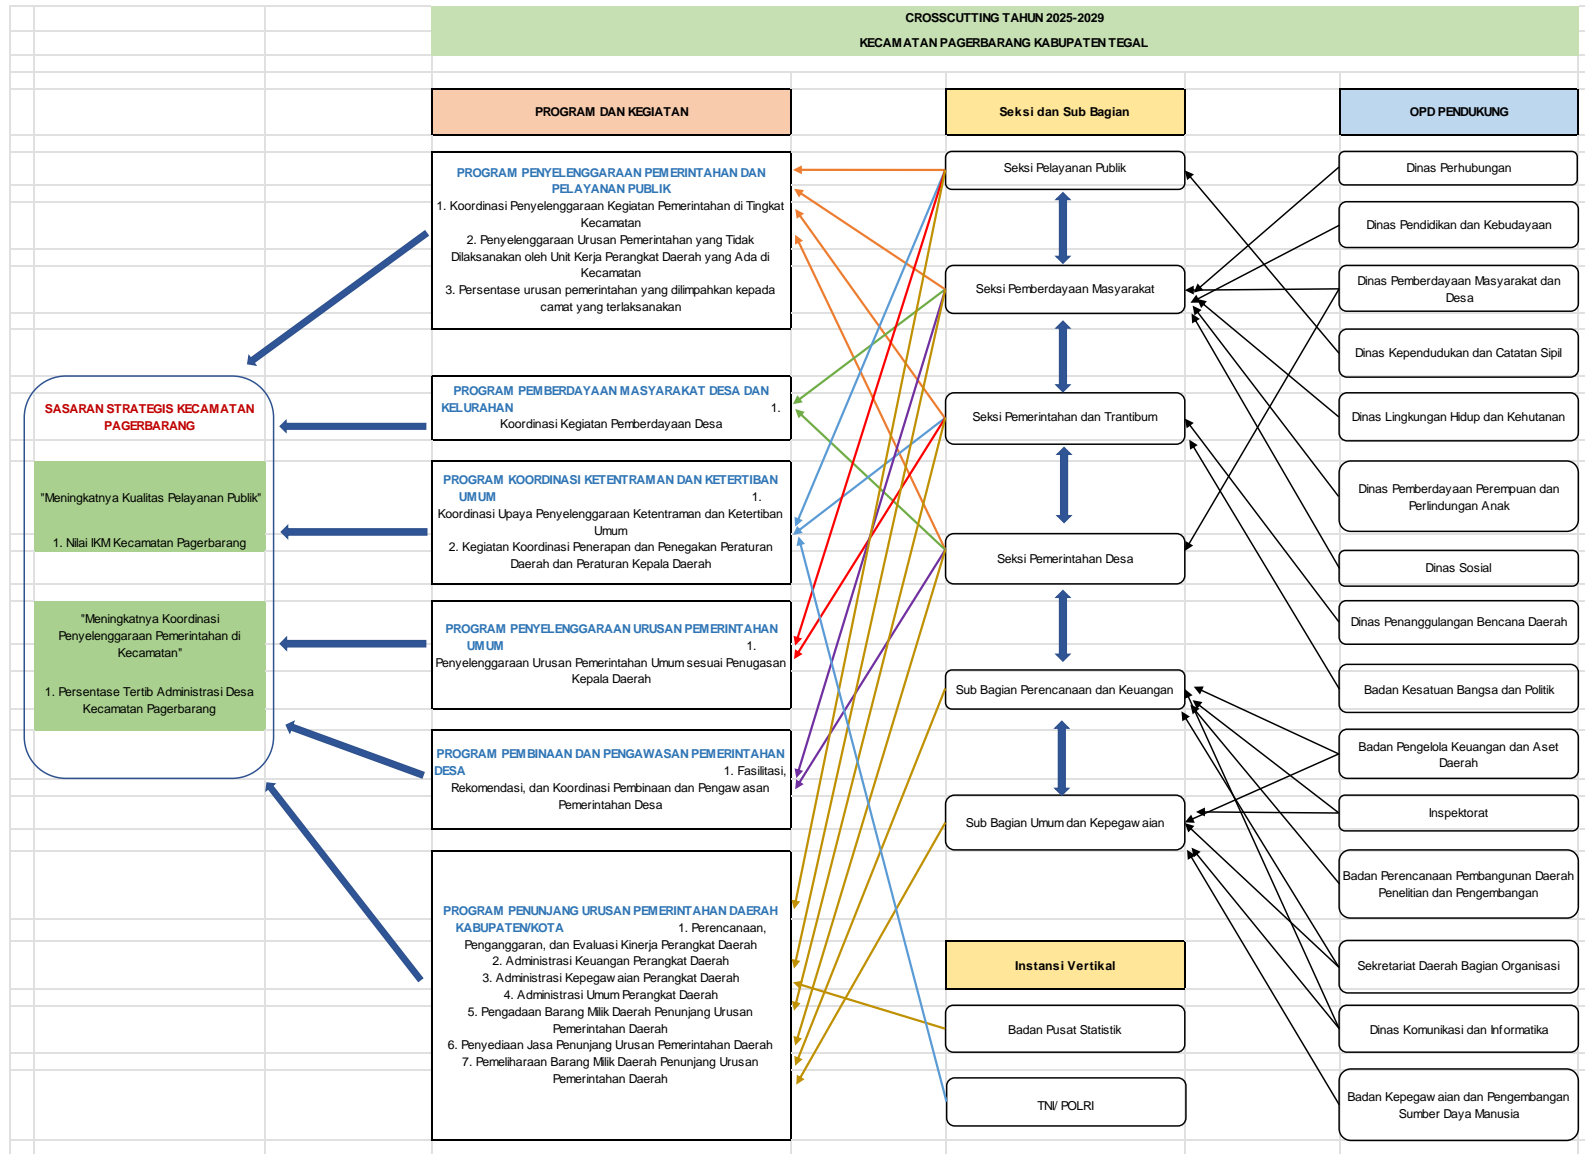 CROSSCUTTING TAHUN 2025-2029
KECAMATAN PAGERBARANG KABUPATEN TEGAL
PROGRAM DAN KEGIATAN
Seksi dan Sub Bagian
OPD PENDUKUNG
SASARAN STRATEGIS KECAMATAN
PAGERBARANG
"Meningkatnya Kualitas Pelayanan Publik"
1. Nilai IKM Kecamatan Pagerbarang
"Meningkatnya Koordinasi
Penyelenggaraan Pemerintahan di
Kecamatan"
1. Persentase Tertib Administrasi Desa
Kecamatan Pagerbarang
PROGRAM PENYELENGGARAAN PEMERINTAHAN DAN
PELAYANAN PUBLIK
1. Koordinasi Penyelenggaraan Kegiatan Pemerintahan di Tingkat
Kecamatan
2. Penyelenggaraan Urusan Pemerintahan yang Tidak
Dilaksanakan oleh Unit Kerja Perangkat Daerah yang Ada di
Kecamatan
3. Persentase urusan pemerintahan yang dilimpahkan kepada
camat yang terlaksanakan
PROGRAM PEMBERDAYAAN MASYARAKAT DESA DAN
KELURAHAN 1.
Koordinasi Kegiatan Pemberdayaan Desa
PROGRAM KOORDINASI KETENTRAMAN DAN KETERTIBAN
UMUM 1.
Koordinasi Upaya Penyelenggaraan Ketentraman dan Ketertiban
Umum
2. Kegiatan Koordinasi Penerapan dan Penegakan Peraturan
Daerah dan Peraturan Kepala Daerah
PROGRAM PENYELENGGARAAN URUSAN PEMERINTAHAN
UMUM 1.
Penyelenggaraan Urusan Pemerintahan Umum sesuai Penugasan
Kepala Daerah
PROGRAM PEMBINAAN DAN PENGAWASAN PEMERINTAHAN
DESA 1. Fasilitasi,
Rekomendasi, dan Koordinasi Pembinaan dan Pengawasan
Pemerintahan Desa
PROGRAM PENUNJANG URUSAN PEMERINTAHAN DAERAH
KABUPATEN/KOTA 1. Perencanaan,
Penganggaran, dan Evaluasi Kinerja Perangkat Daerah
2. Administrasi Keuangan Perangkat Daerah
3. Administrasi Kepegawaian Perangkat Daerah
4. Administrasi Umum Perangkat Daerah
5. Pengadaan Barang Milik Daerah Penunjang Urusan
Pemerintahan Daerah
6. Penyediaan Jasa Penunjang Urusan Pemerintahan Daerah
7. Pemeliharaan Barang Milik Daerah Penunjang Urusan
Pemerintahan Daerah
Seksi Pelayanan Publik
Seksi Pemberdayaan Masyarakat
Seksi Pemerintahan dan Trantibum
Seksi Pemerintahan Desa
Sub Bagian Perencanaan dan Keuangan
Sub Bagian Umum dan Kepegawaian
Instansi Vertikal
Badan Pusat Statistik
TNI/ POLRI
Dinas Perhubungan
Dinas Pendidikan dan Kebudayaan
Dinas Pemberdayaan Masyarakat dan
Desa
Dinas Kependudukan dan Catatan Sipil
Dinas Lingkungan Hidup dan Kehutanan
Dinas Pemberdayaan Perempuan dan
Perlindungan Anak
Dinas Sosial
Dinas Penanggulangan Bencana Daerah
Badan Kesatuan Bangsa dan Politik
Badan Pengelola Keuangan dan Aset
Daerah
Inspektorat
Badan Perencanaan Pembangunan Daerah
Penelitian dan Pengembangan
Sekretariat Daerah Bagian Organisasi
Dinas Komunikasi dan Informatika
Badan Kepegawaian dan Pengembangan
Sumber Daya Manusia